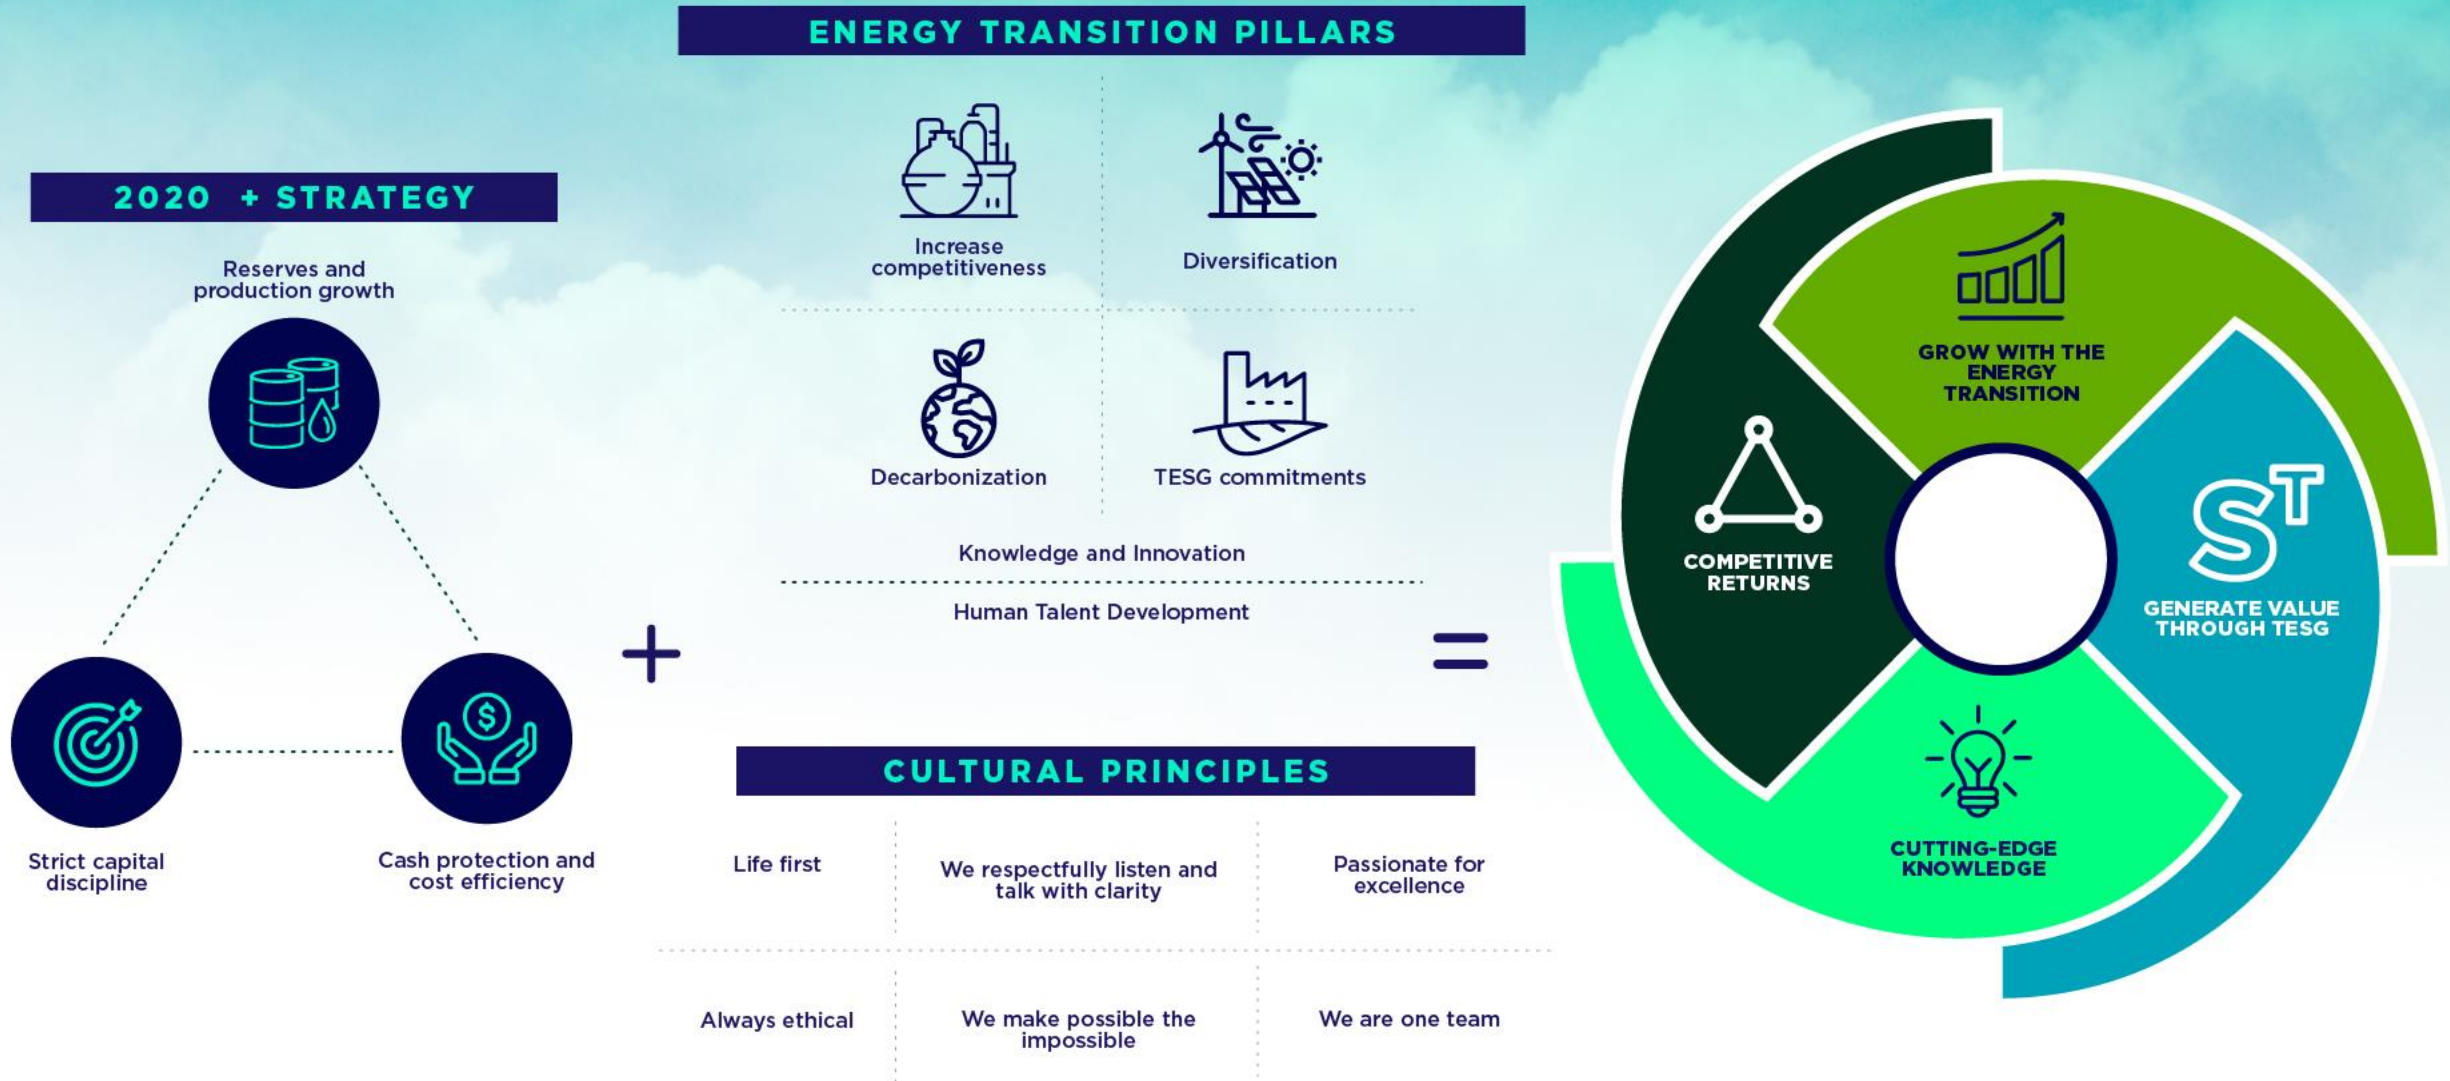 2020 + STRATEGY
Reserves and
production growth
Strict capital
discipline
Cash protection and
cost efficiency
+
ENERGY TRANSITION PILLARS
Increase
competitiveness
Diversification
Decarbonization
TESG commitments
Knowledge and Innovation
Human Talent Development
CULTURAL PRINCIPLES
Life first
We respectfully listen and
talk with clarity
Passionate for
excellence
Always ethical
We make possible the
impossible
We are one team
=
GROW WITH THE
ENERGY
TRANSITION
COMPETITIVE
RETURNS
ST
GENERATE VALUE
THROUGH TESG
CUTTING-EDGE
KNOWLEDGE